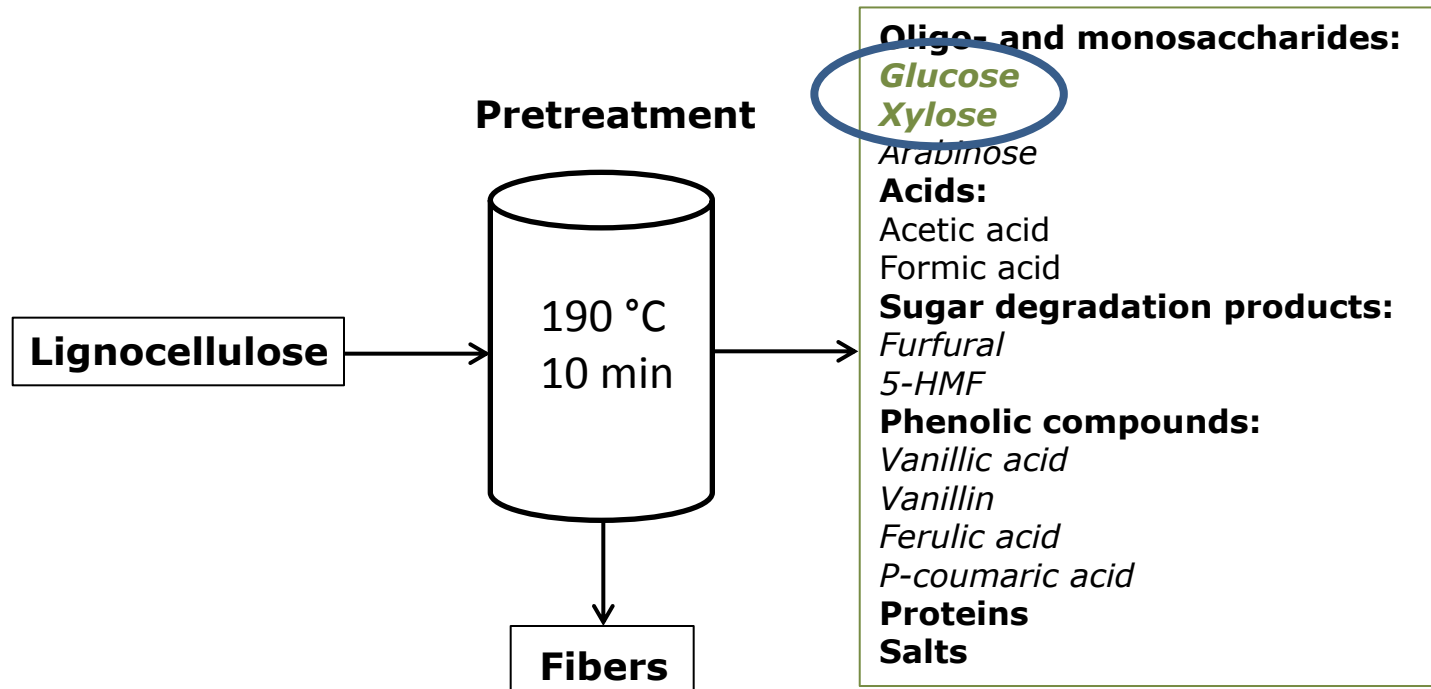 Pretreatment
Lignocellulose
190 °C
10 min
Fibers
Oligo- and monosaccharides:
Glucose
Xylose
Arabinose
Acids:
Acetic acid
Formic acid
Sugar degradation products:
Furfural
5-HMF
Phenolic compounds:
Vanillic acid
Vanillin
Ferulic acid
P-coumaric acid
Proteins
Salts